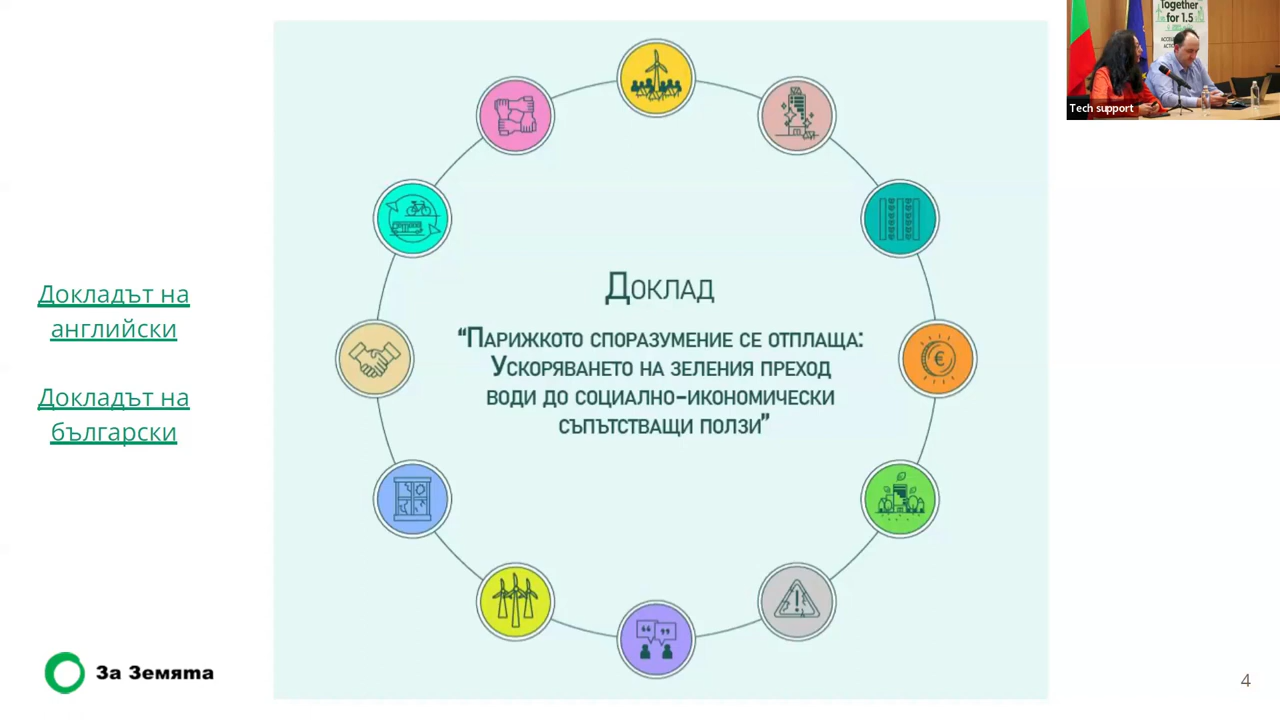 Together
for 1.5
Tech support
Докладът на
английски
Докладът на
български
Доклад
“Парижкото споразумение се отплаща:
Ускоряването на зеления преход
води до социално-икономически
съпътстващи ползи”
€
За Земята
4